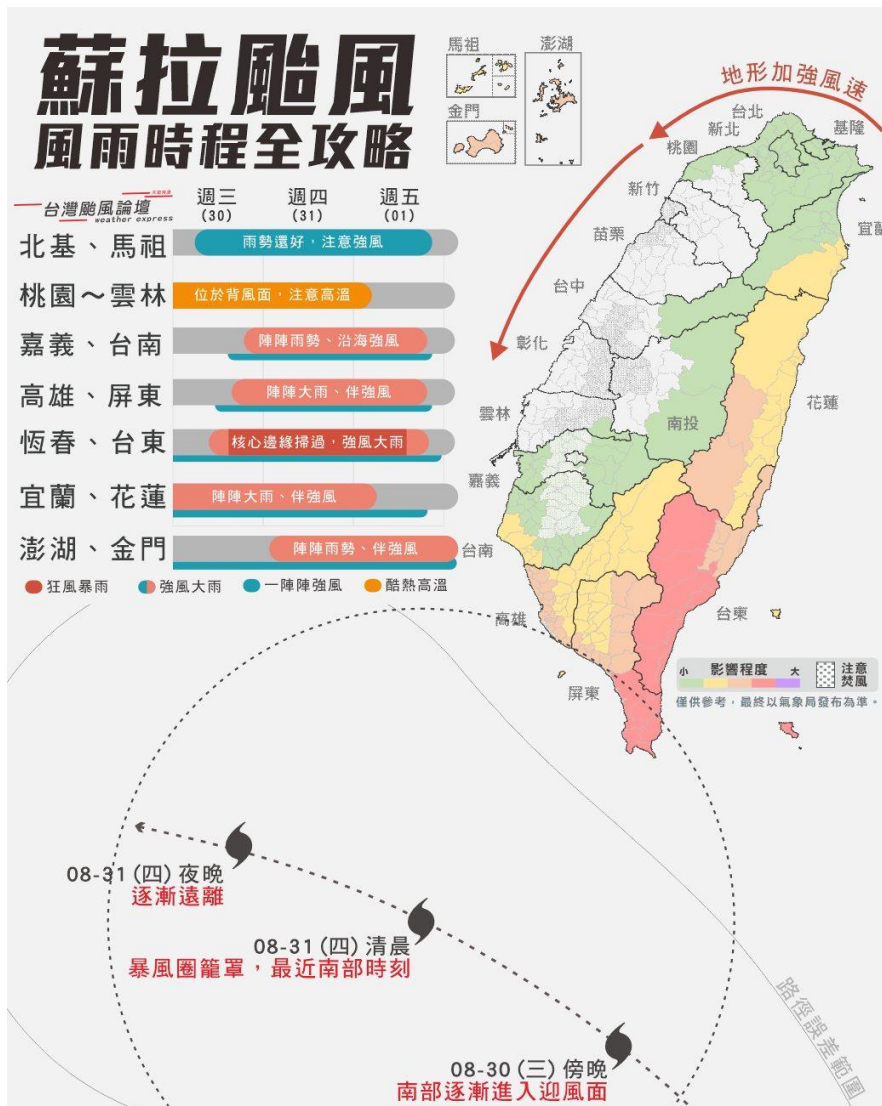 蘇拉颱風
風雨時程全攻略
台灣颱風論壇
天氣特急
weather express
週三
(30)
週四
(31)
週五
(01)
北基、馬祖
雨勢還好，注意強風
桃園～雲林
位於背風面，注意高溫
嘉義、台南
陣陣雨勢、沿海強風
高雄、屏東
陣陣大雨、伴強風
恆春、台東
核心邊緣掃過，強風大雨
宜蘭、花蓮
陣陣大雨、伴強風
澎湖、金門
陣陣雨勢、伴強風
狂風暴雨
強風大雨
一陣陣強風
酷熱高溫
馬祖
澎湖
金門
地形加強風速
台北
新北
基隆
桃園
新竹
宜蘭
苗栗
台中
彰化
花蓮
雲林
南投
嘉義
台南
高雄
台東
屏東
小 影響程度 大
注意
焚風
僅供參考，最終以氣象局發布為準。
08-31(四)夜晚
逐漸遠離
08-31(四)清晨
暴風圈籠罩，最近南部時刻
08-30(三)傍晚
南部逐漸進入迎風面
路徑誤差範圍